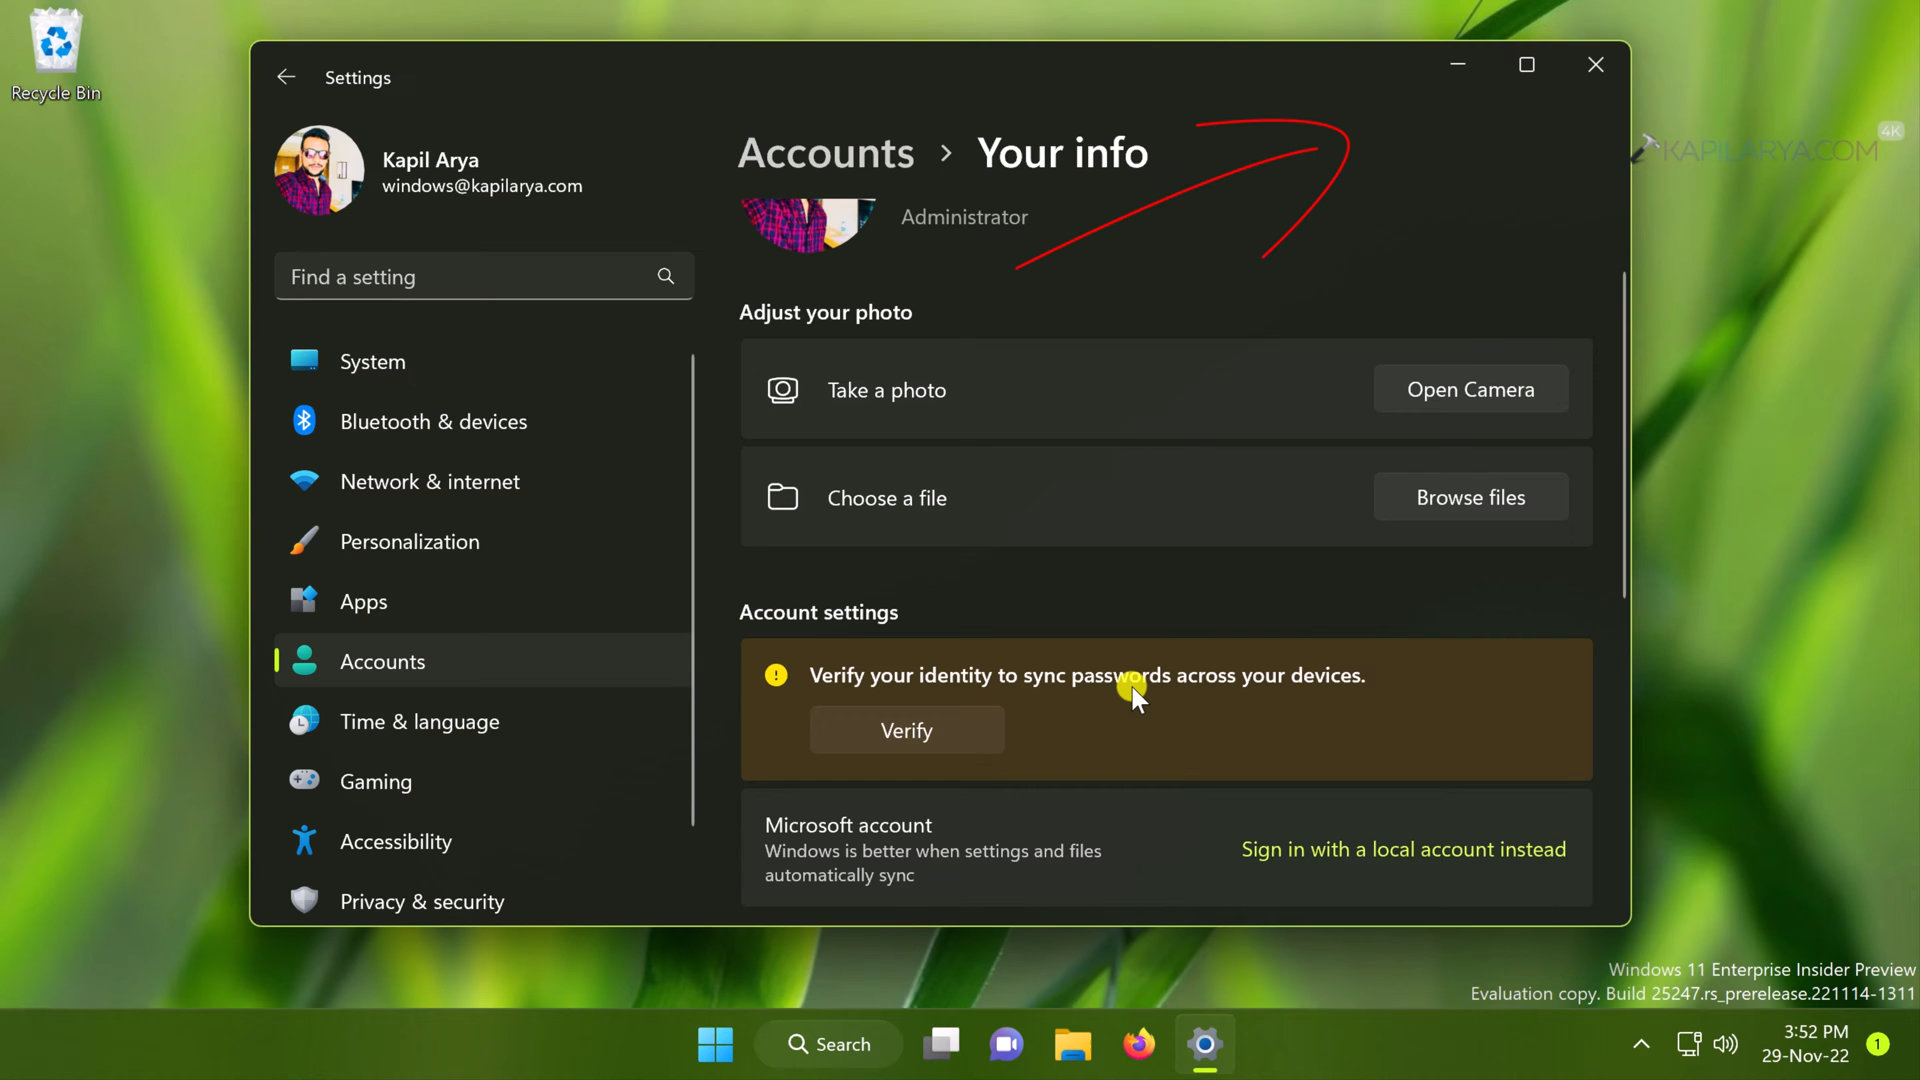 Recycle Bin
Settings
Kapil Arya
windows@kapilarya.com
Find a setting
System
Bluetooth & devices
Network & internet
Personalization
Apps
Accounts
Time & language
Gaming
Accessibility
Privacy & security
Accounts > Your info
Administrator
Adjust your photo
Take a photo
Open Camera
Choose a file
Browse files
Account settings
Verify your identity to sync passwords across your devices.
Verify
Microsoft account
Windows is better when settings and files
automatically sync
Sign in with a local account instead
4K
KAPILARYA.COM
Windows 11 Enterprise Insider Preview
Evaluation copy. Build 25247.rs_prerelease.221114-1311
Search
3:52 PM
29-Nov-22
1